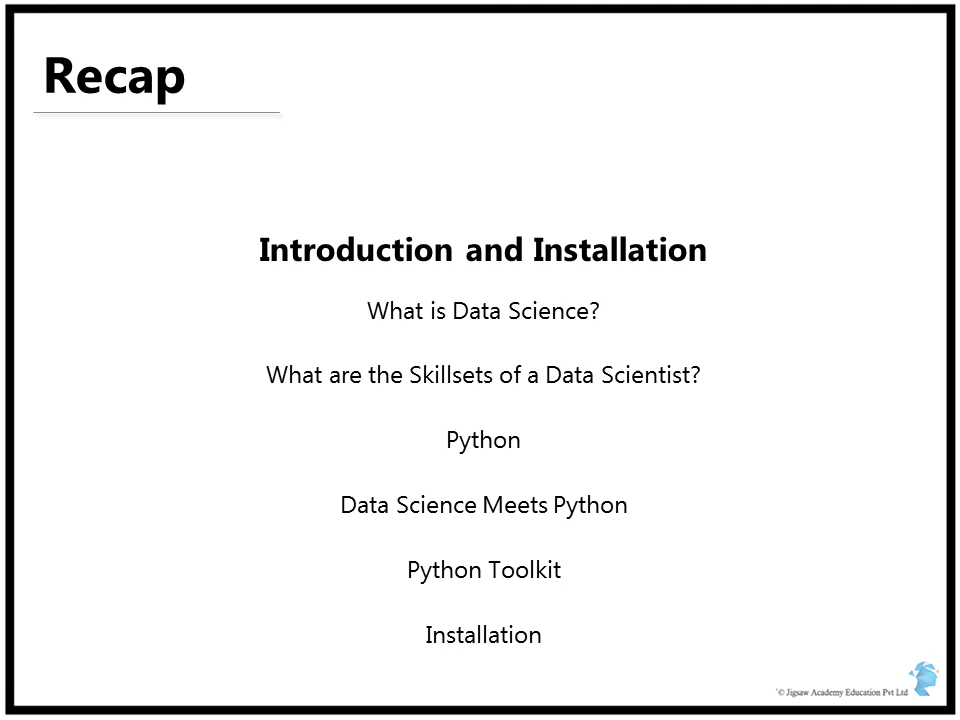 Recap
Introduction and Installation
What is Data Science?
What are the Skillsets of a Data Scientist?
Python
Data Science Meets Python
Python Toolkit
Installation
© Jigsaw Academy Education Pvt Ltd